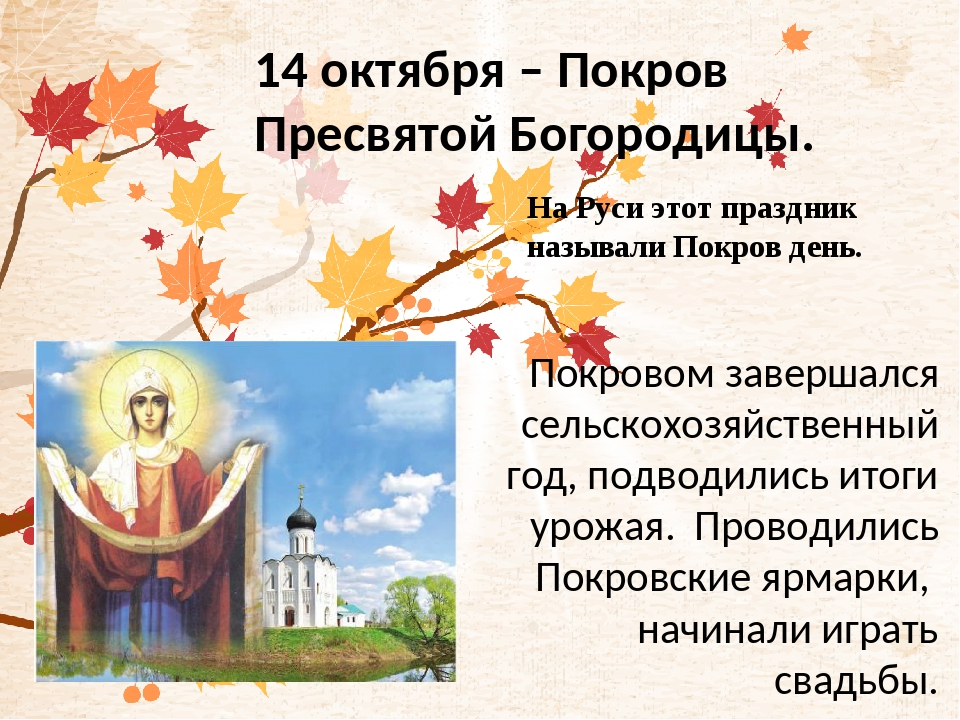 14 октября – Покров
Пресвятой Богородицы.
На Руси этот праздник
называли Покров день.
Покровом завершался
сельскохозяйственный
год, подводились итоги
урожая.  Проводились
Покровские ярмарки,
начинали играть
свадьбы.